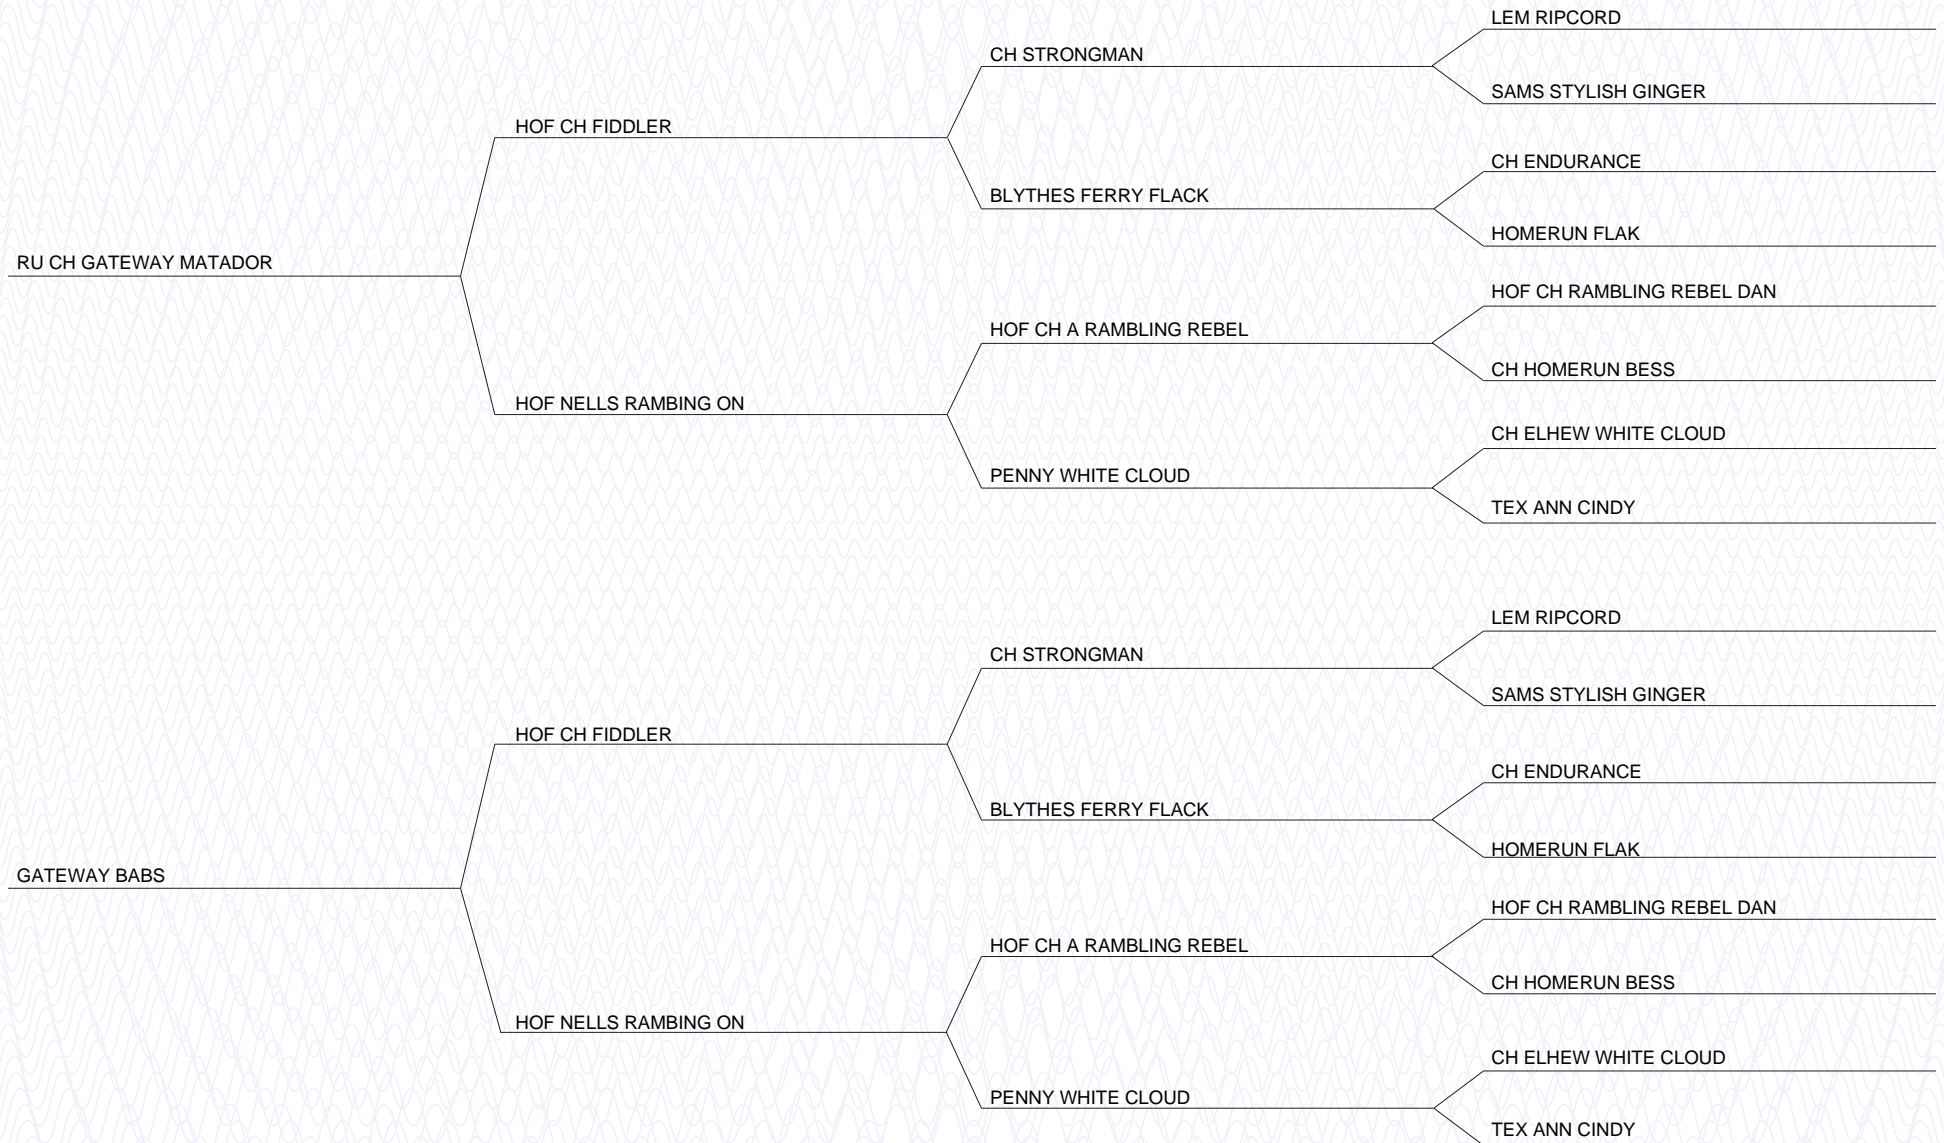 LEM RIPCORD
CH STRONGMAN
SAMS STYLISH GINGER
HOF CH FIDDLER
CH ENDURANCE
BLYTHES FERRY FLACK
HOMERUN FLAK
RU CH GATEWAY MATADOR
HOF CH RAMBLING REBEL DAN
HOF CH A RAMBLING REBEL
CH HOMERUN BESS
HOF NELLS RAMBING ON
CH ELHEW WHITE CLOUD
PENNY WHITE CLOUD
TEX ANN CINDY
LEM RIPCORD
CH STRONGMAN
SAMS STYLISH GINGER
HOF CH FIDDLER
CH ENDURANCE
BLYTHES FERRY FLACK
HOMERUN FLAK
GATEWAY BABS
HOF CH RAMBLING REBEL DAN
HOF CH A RAMBLING REBEL
CH HOMERUN BESS
HOF NELLS RAMBING ON
CH ELHEW WHITE CLOUD
PENNY WHITE CLOUD
TEX ANN CINDY